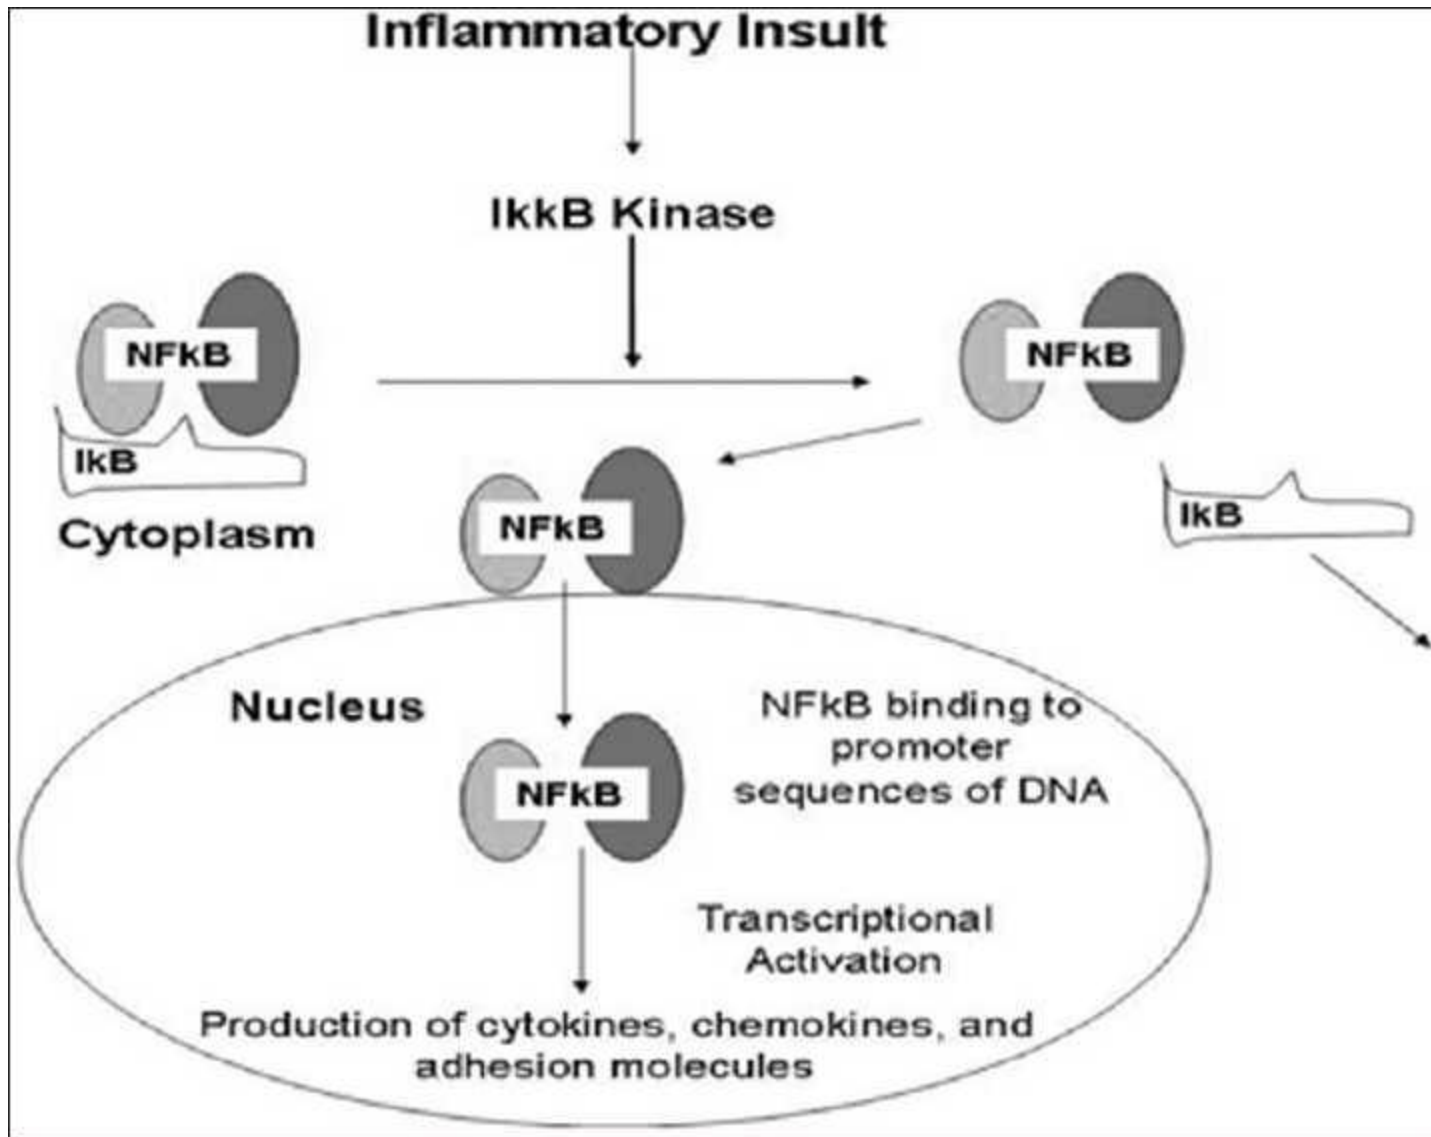 Inflammatory Insult
IkkB Kinase
NFkB
NFkB
IkB
Cytoplasm
NFkB
IkB
Nucleus
NFkB binding to
promoter
sequences of DNA
NFkB
Transcriptional
Activation
Production of cytokines, chemokines, and
adhesion molecules